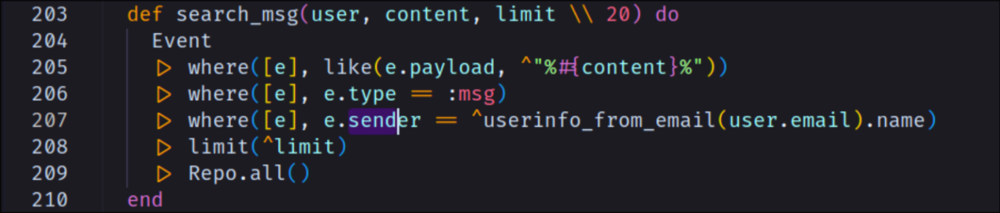 203 def search_msg(user, content, limit \\ 20) do
204 Event
205 |> where([e], like(e.payload, ^"%#{content}%"))
206 |> where([e], e.type == :msg)
207 |> where([e], e.sender == ^userinfo_from_email(user.email).name)
208 |> limit(^limit)
209 |> Repo.all()
210 end